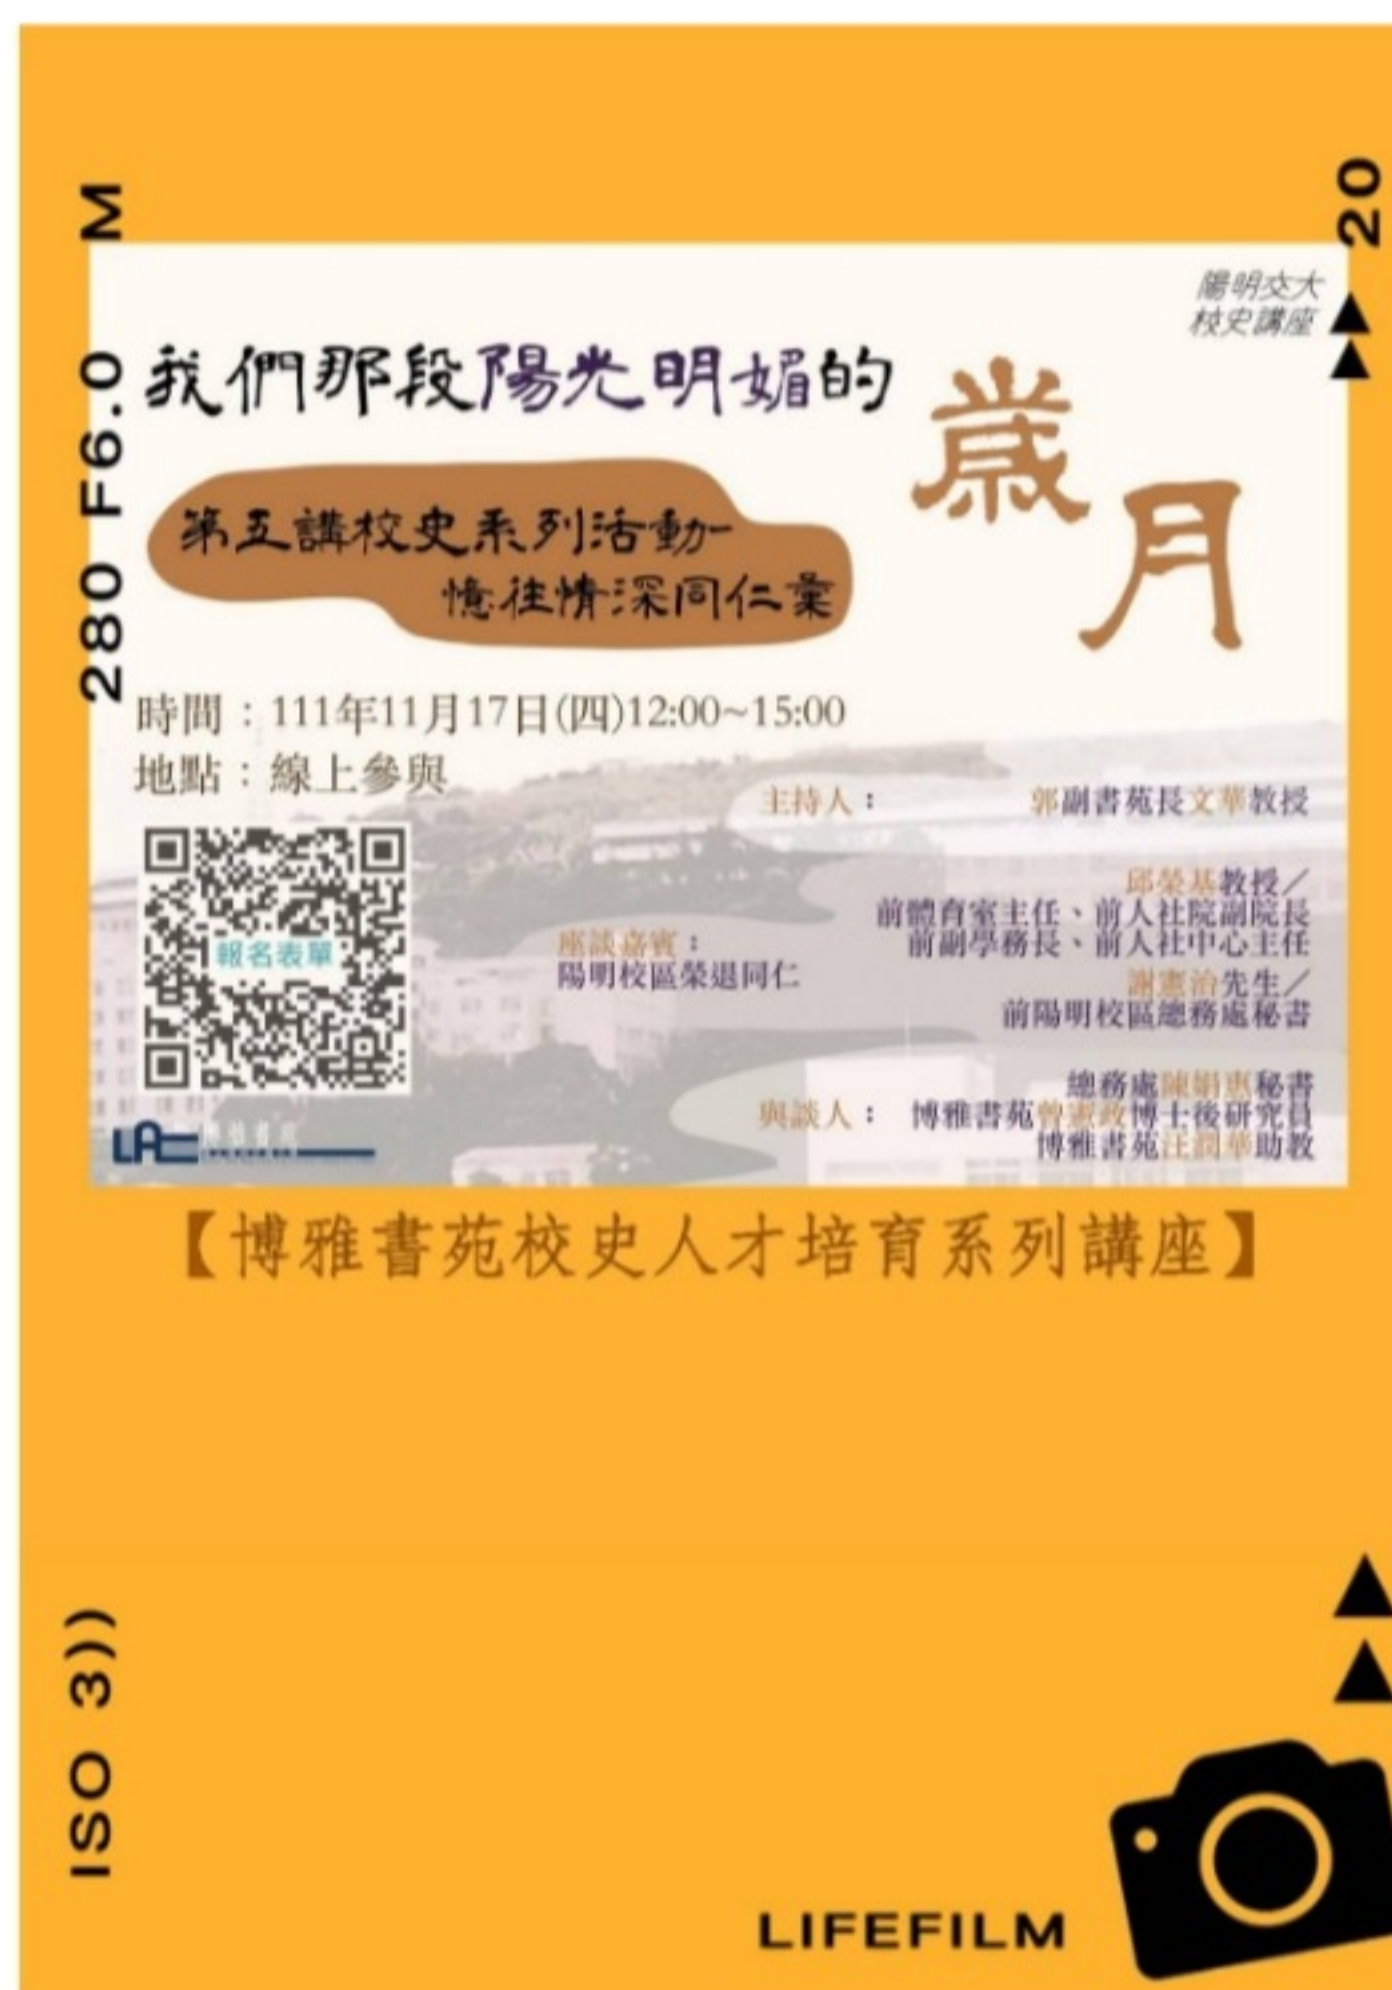 M
20
陽明交大
校史講座
280 F6.0
我們那段陽光明媚的
歲月
第五講校史系列活動-
憶往情深同仁彙
時間：111年11月17日(四)12:00~15:00
地點：線上參與
主持人：郭副書苑長文華教授
報名表單
座談嘉賓：
陽明校區榮退同仁
邱榮基教授／
前體育室主任、前人社院副院長
前副學務長、前人社中心主任
謝憲治先生／
前陽明校區總務處秘書
與談人：
總務處陳娟惠秘書
博雅書苑曾憲政博士後研究員
博雅書苑汪潤華助教
LAE 博雅書苑
【博雅書苑校史人才培育系列講座】
ISO 3))
LIFEFILM